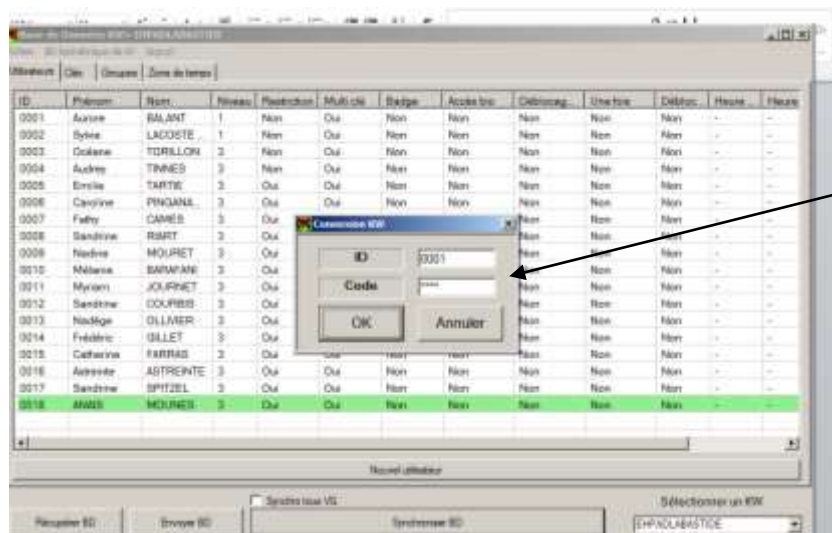 Utilisateurs Clés Groupes Zone de temps
ID Prénom Nom Niveau Restriction Multi clé Badge Accès bio Déblocag... Une fois Débloc... Heure... Heure
0001 Aurore BALANT 1 Non Oui Non Non Non Non Non - -
0002 Sylvie LACOSTE... 1 Non Oui Non Non Non Non Non - -
0003 Océane TORILLON 3 Non Oui Non Non Non Non Non - -
0004 Audrey TIMNES 3 Non Oui Non Non Non Non Non - -
0005 Emilie TARTIE 3 Oui Oui Non Non Non Non Non - -
0006 Caroline PINGANA... 3 Oui Oui Non Non Non Non Non - -
0007 Fathy CAMES 3 Oui Non Non Non - -
0008 Sandrine RIART 3 Oui Non Non Non - -
0009 Nadine MOURET 3 Oui Non Non Non - -
0010 Mélanie 3 Oui Non Non Non - -
0011 Myriam JOURNET 3 Oui Non Non Non - -
0012 Sandrine COURBIS 3 Oui Non Non Non - -
0013 Nadège OLLIVIER 3 Oui Non Non Non - -
0014 Frédéric GILLET 3 Oui Non Non Non - -
0015 Catherine FARRAS 3 Oui Oui Non Non Non Non Non - -
0016 Astreinte ASTREINTE 3 Oui Oui Non Non Non Non Non - -
0017 Sandrine SPITZEL 3 Oui Oui Non Non Non Non Non - -
0018 ANAIS MOUNES 3 Oui Oui Non Non Non Non Non - -
Connexion KW
ID 0001
Code ****
OK Annuler
Nouvel utilisateur
Sélectionner un KW
Récupérer BD Envoyer BD Synchroniser BD EHPADLABASTIDE